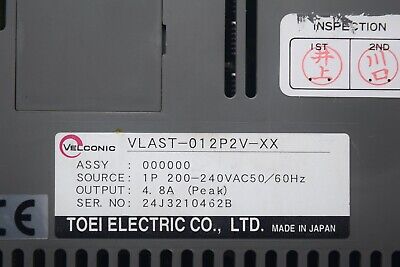 INSPECTION
1ST 2ND
井上 川口
VELCONIC VLAST-012P2V-XX
ASSY : 000000
SOURCE: 1P 200-240VAC50/60Hz
OUTPUT: 4.8A (Peak)
SER. NO: 24J3210462B
TOEI ELECTRIC CO., LTD. MADE IN JAPAN
CE